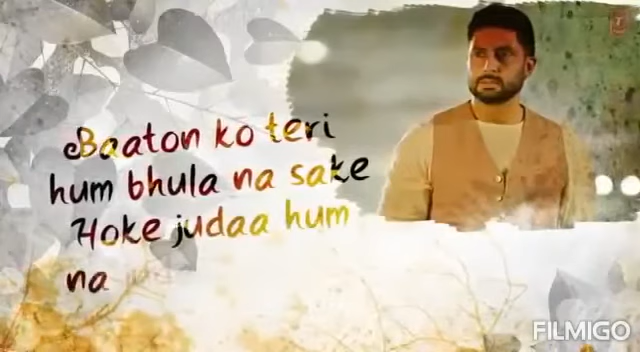 Baaton ko teri
hum bhula na sake
Hoke judaa hum
na
FILMIGO